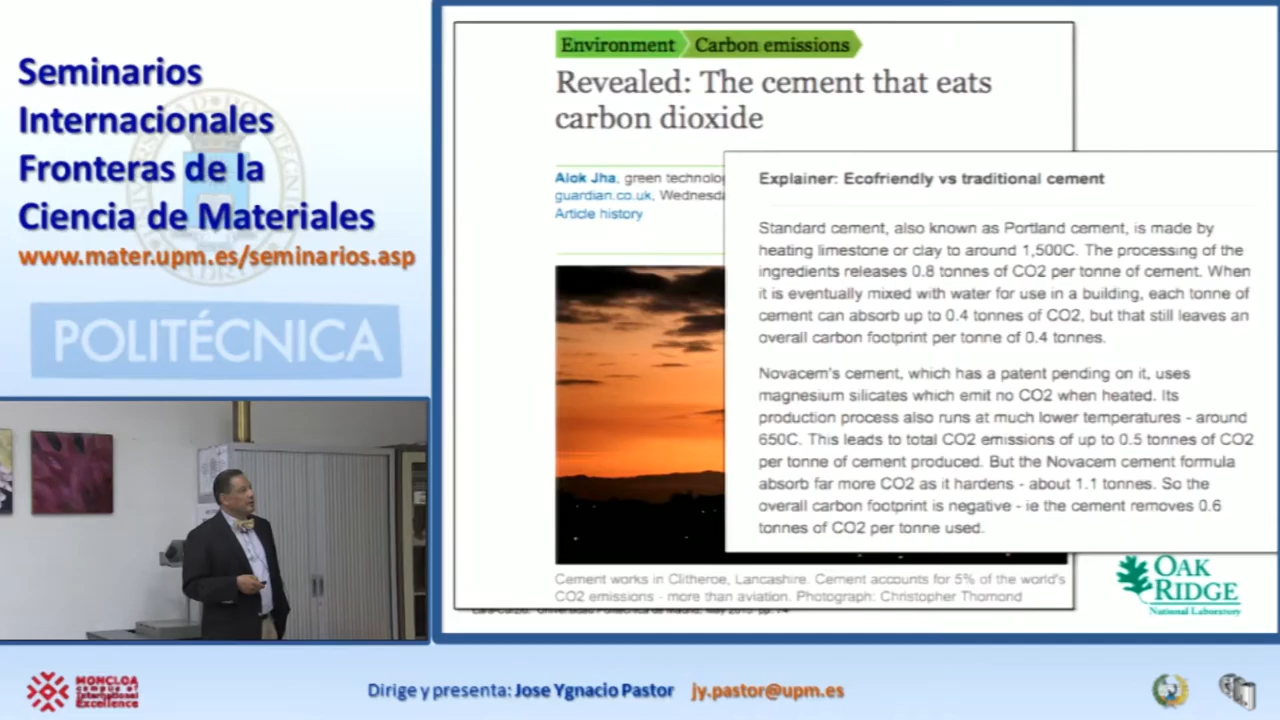 Seminarios
Internacionales
Fronteras de la
Ciencia de Materiales
www.mater.upm.es/seminarios.asp
POLITÉCNICA
Environment
Carbon emissions
Revealed: The cement that eats
carbon dioxide
Alok Jha, green technolo
guardian.co.uk, Wednesda
Article history
Explainer: Ecofriendly vs traditional cement
Standard cement, also known as Portland cement, is made by
heating limestone or clay to around 1,500C. The processing of the
ingredients releases 0.8 tonnes of CO2 per tonne of cement. When
it is eventually mixed with water for use in a building, each tonne of
cement can absorb up to 0.4 tonnes of CO2, but that still leaves an
overall carbon footprint per tonne of 0.4 tonnes.
Novacem's cement, which has a patent pending on it, uses
magnesium silicates which emit no CO2 when heated. Its
production process also runs at much lower temperatures - around
650C. This leads to total CO2 emissions of up to 0.5 tonnes of CO2
per tonne of cement produced. But the Novacem cement formula
absorb far more CO2 as it hardens - about 1.1 tonnes. So the
overall carbon footprint is negative - ie the cement removes 0.6
tonnes of CO2 per tonne used.
Cement works in Clitheroe, Lancashire. Cement accounts for 5% of the world's
CO2 emissions - more than aviation. Photograph: Christopher Thomond
OAK
RIDGE
National Laboratory
MONCLOA
campus of International
Excellence
Dirige y presenta: Jose Ygnacio Pastor jy.pastor@upm.es